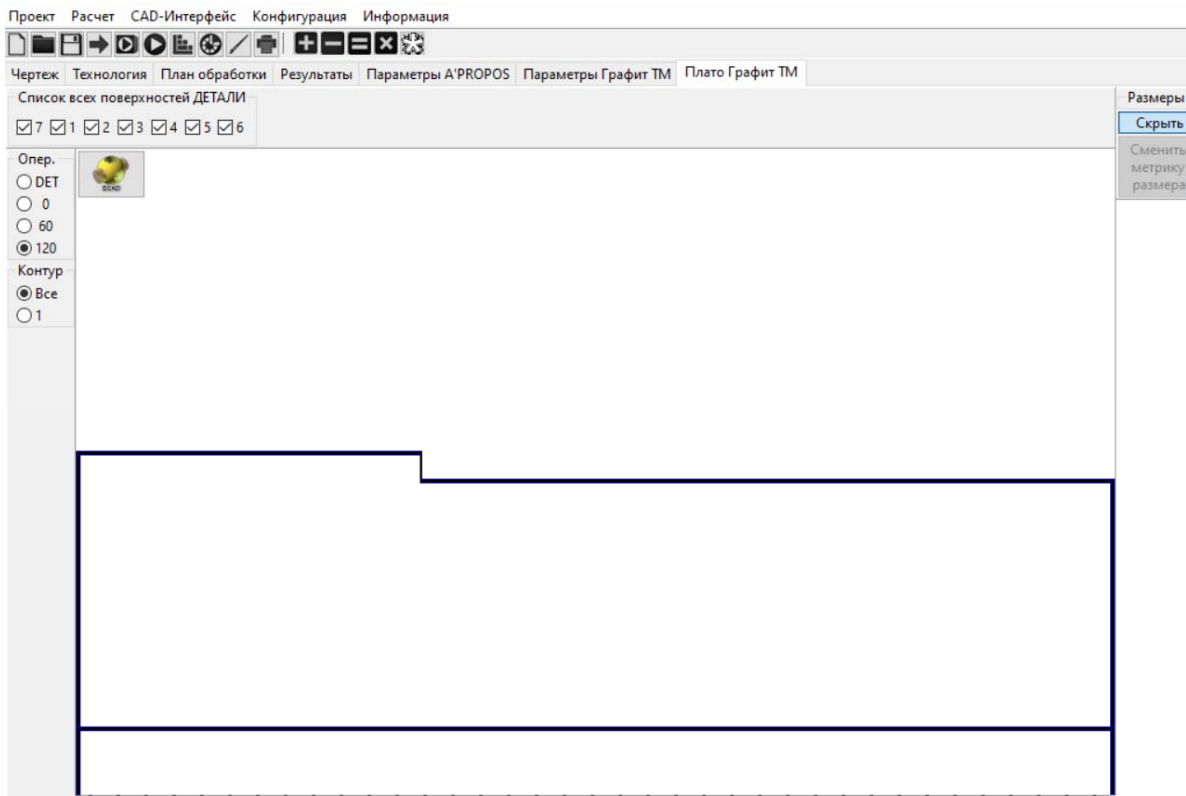 Проект Расчет CAD-Интерфейс Конфигурация Информация
Чертеж Технология План обработки Результаты Параметры A'PROPOS Параметры Графит ТМ Плато Графит ТМ
Список всех поверхностей ДЕТАЛИ
7 1 2 3 4 5 6
Размеры
Скрыть
Сменить
метрику
размера
Опер.
DET
0
60
120
Контур
Все
1
SCAD